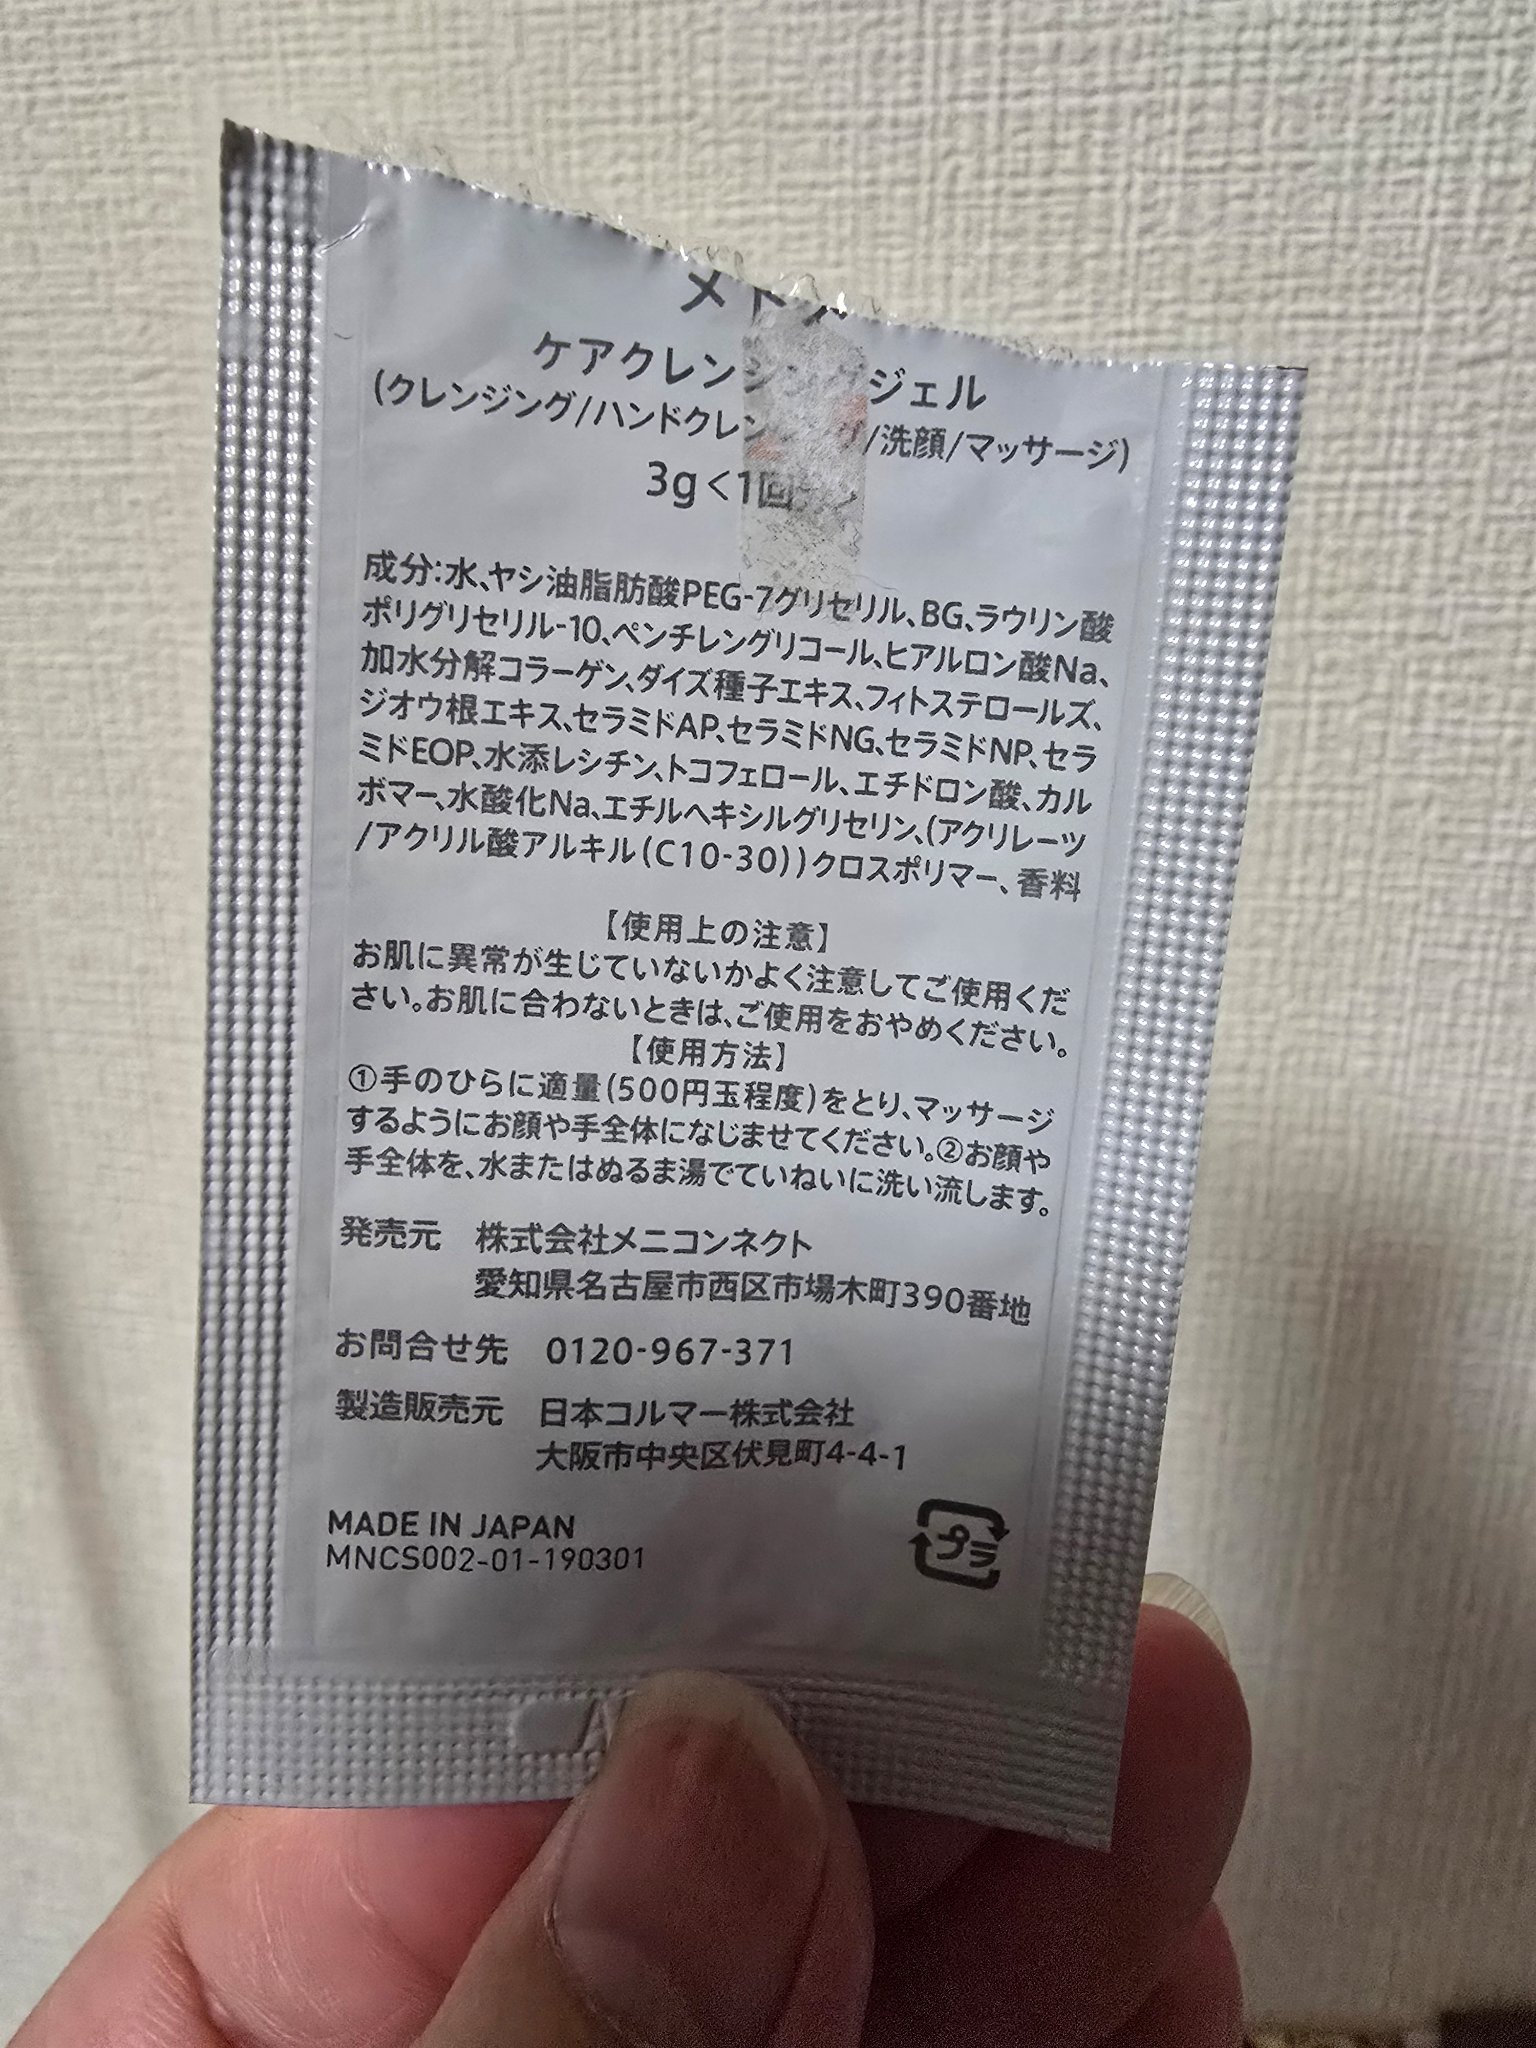 メド
ケアクレンジングジェル
(クレンジング/ハンドクレンジング/洗顔/マッサージ)
3g<1回
成分:水、ヤシ油脂肪酸PEG-7グリセリル、BG、ラウリン酸
ポリグリセリル-10、ペンチレングリコール、ヒアルロン酸Na、
加水分解コラーゲン、ダイズ種子エキス、フィトステロールズ、
ジオウ根エキス、セラミドAP、セラミドNG、セラミドNP、セラ
ミドEOP、水添レシチン、トコフェロール、エチドロン酸、カル
ボマー、水酸化Na、エチルヘキシルグリセリン、(アクリレーツ
/アクリル酸アルキル(C10-30))クロスポリマー、香料
【使用上の注意】
お肌に異常が生じていないかよく注意してご使用くだ
さい。お肌に合わないときは、ご使用をおやめください。
【使用方法】
①手のひらに適量(500円玉程度)をとり、マッサージ
するようにお顔や手全体になじませてください。②お顔や
手全体を、水またはぬるま湯でていねいに洗い流します。
発売元 株式会社メニコンネクト
愛知県名古屋市西区市場木町390番地
お問合せ先 0120-967-371
製造販売元 日本コルマー株式会社
大阪市中央区伏見町4-4-1
MADE IN JAPAN
MNCS002-01-190301
プラ